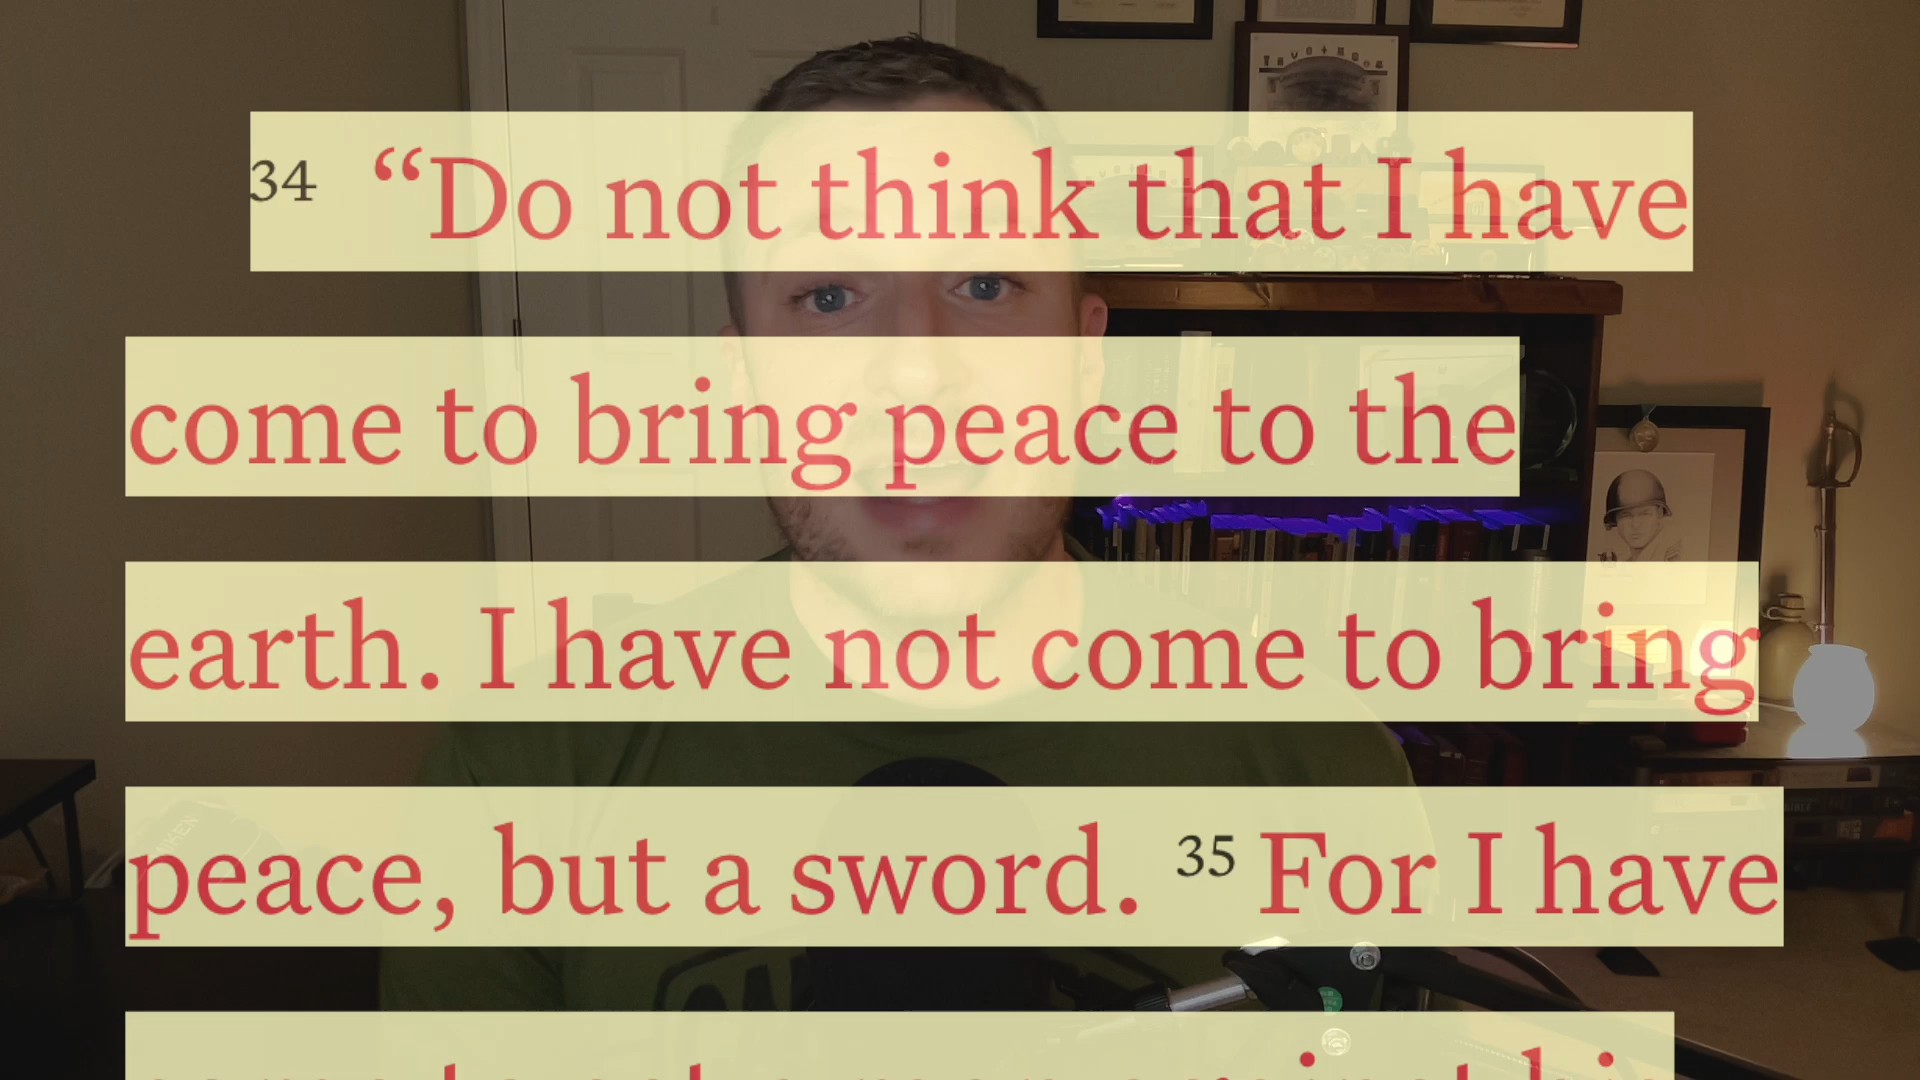 34 “Do not think that I have
come to bring peace to the
earth. I have not come to bring
peace, but a sword. 35 For I have